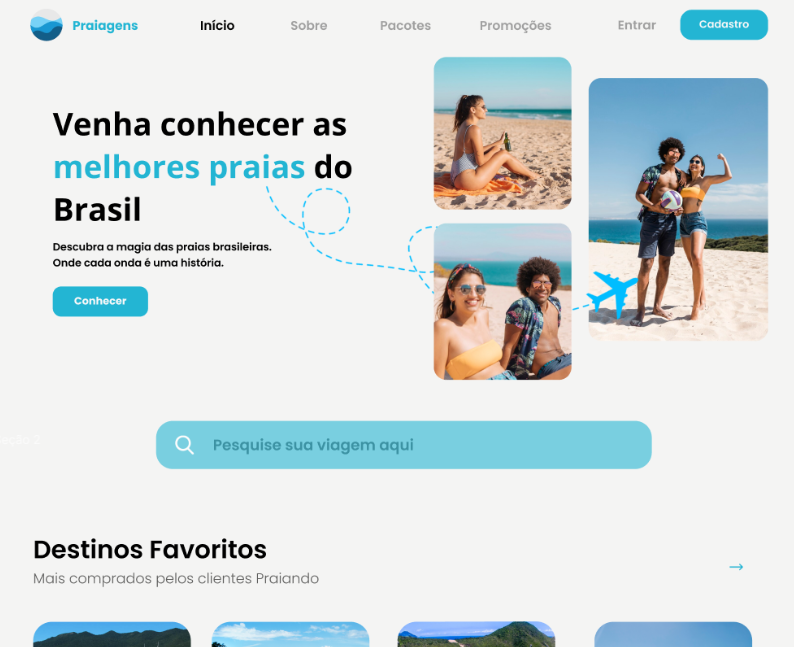 Praiagens
Início
Sobre
Pacotes
Promoções
Entrar
Cadastro
Venha conhecer as
melhores praias do
Brasil
Descubra a magia das praias brasileiras.
Onde cada onda é uma história.
Conhecer
Pesquise sua viagem aqui
Destinos Favoritos
Mais comprados pelos clientes Praiando
→